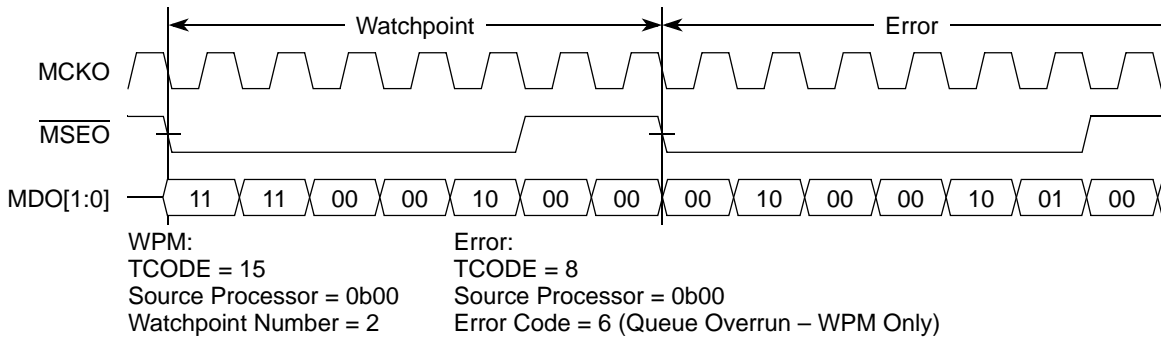 Watchpoint Error
MCKO
MSEO
MDO[1:0] 11 11 00 00 10 00 00 00 10 00 00 10 01 00
WPM:
TCODE = 15
Source Processor = 0b00
Watchpoint Number = 2
Error:
TCODE = 8
Source Processor = 0b00
Error Code = 6 (Queue Overrun – WPM Only)